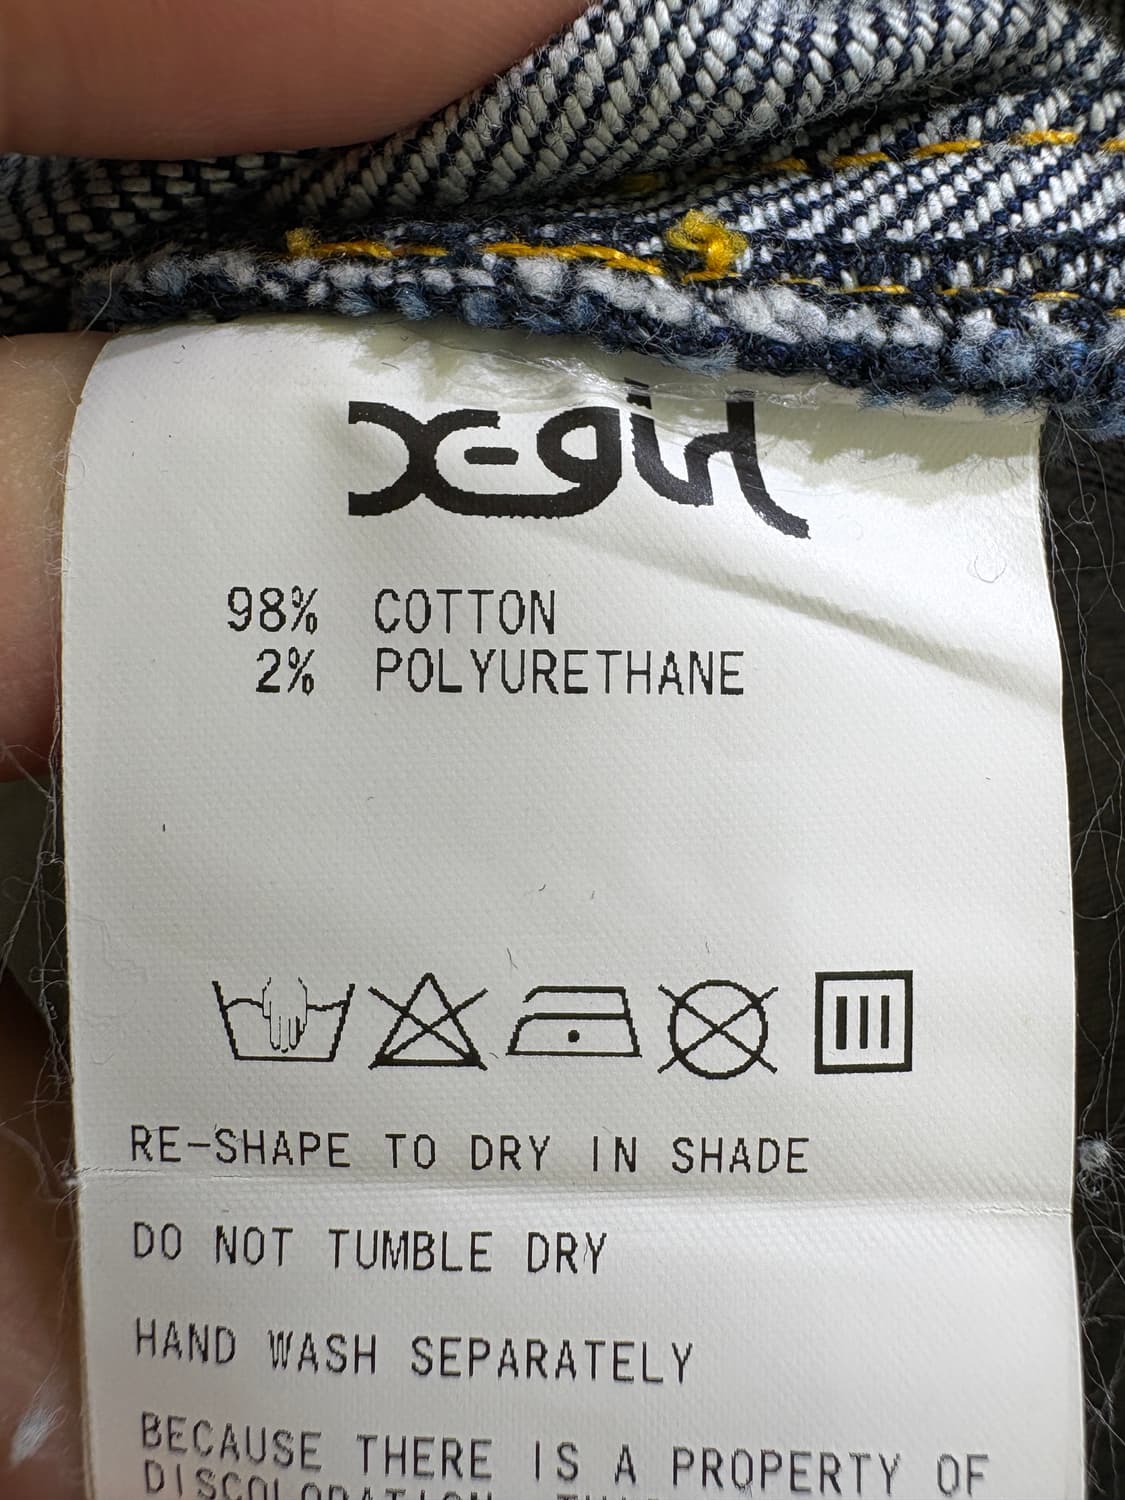 X-girl
98% COTTON
2% POLYURETHANE
RE-SHAPE TO DRY IN SHADE
DO NOT TUMBLE DRY
HAND WASH SEPARATELY
BECAUSE THERE IS A PROPERTY OF
DISCOLORATION,